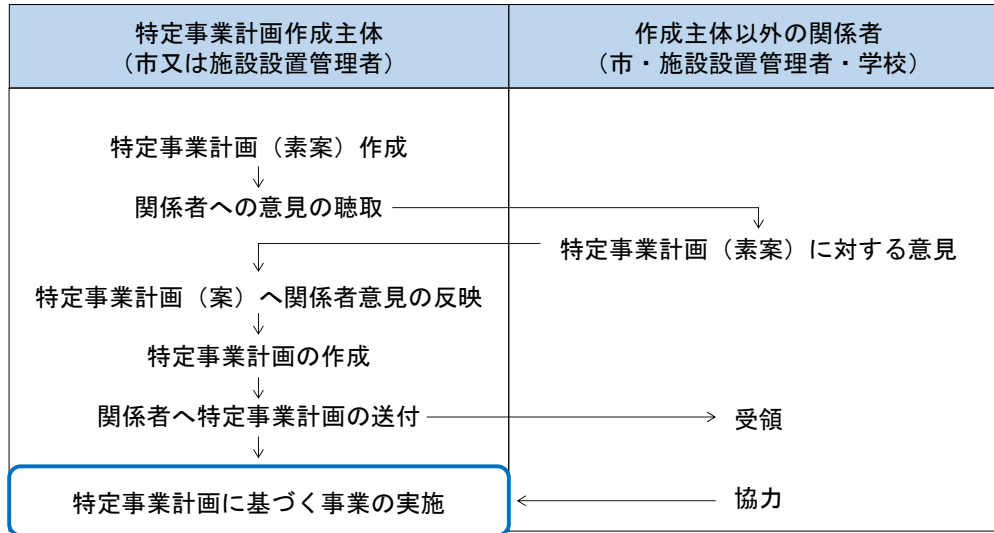 特定事業計画作成主体
(市又は施設設置管理者)
作成主体以外の関係者
(市・施設設置管理者・学校)
特定事業計画（素案）作成
関係者への意見の聴取
特定事業計画（素案）に対する意見
特定事業計画（案）へ関係者意見の反映
特定事業計画の作成
関係者へ特定事業計画の送付
受領
特定事業計画に基づく事業の実施
協力